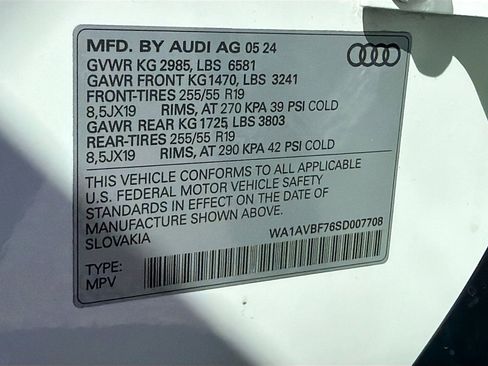 MFD. BY AUDI AG 05 24
GVWR KG 2985, LBS 6581
GAWR FRONT KG1470, LBS 3241
FRONT-TIRES 255/55 R19
8,5JX19 RIMS, AT 270 KPA 39 PSI COLD
GAWR REAR KG 1725, LBS 3803
REAR-TIRES 255/55 R19
8,5JX19 RIMS, AT 290 KPA 42 PSI COLD
THIS VEHICLE CONFORMS TO ALL APPLICABLE
U.S. FEDERAL MOTOR VEHICLE SAFETY
STANDARDS IN EFFECT ON THE DATE OF
MANUFACTURE SHOWN ABOVE.
SLOVAKIA
WA1AVBF76SD007708
TYPE:
MPV